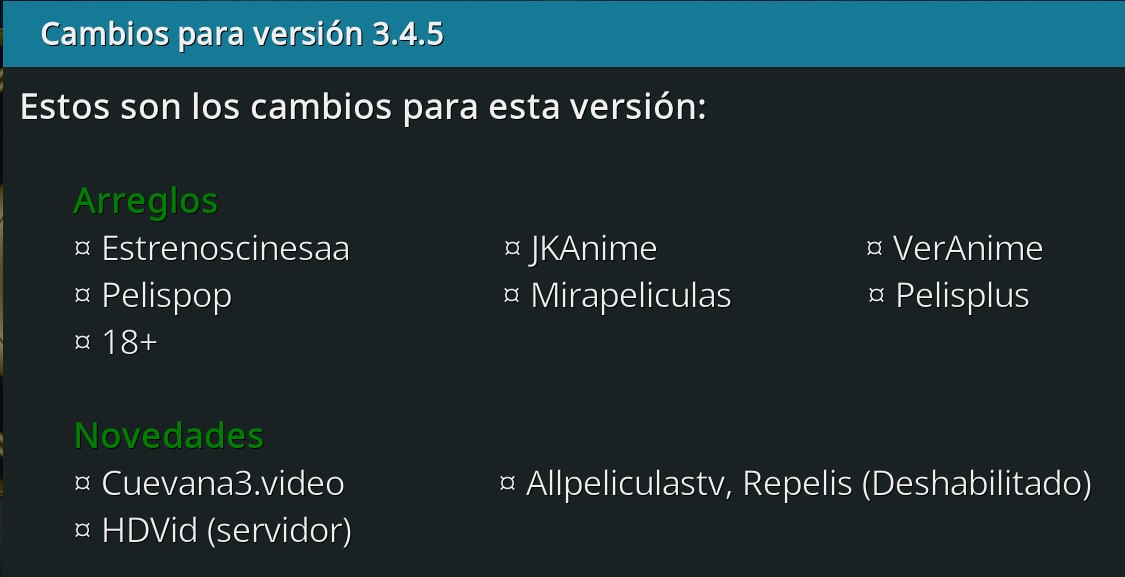 Cambios para versión 3.4.5
Estos son los cambios para esta versión:
Arreglos
¤ Estrenoscinesaa ¤ JKAnime ¤ VerAnime
¤ Pelispop ¤ Mirapeliculas ¤ Pelisplus
¤ 18+
Novedades
¤ Cuevana3.video ¤ Allpeliculastv, Repelis (Deshabilitado)
¤ HDVid (servidor)